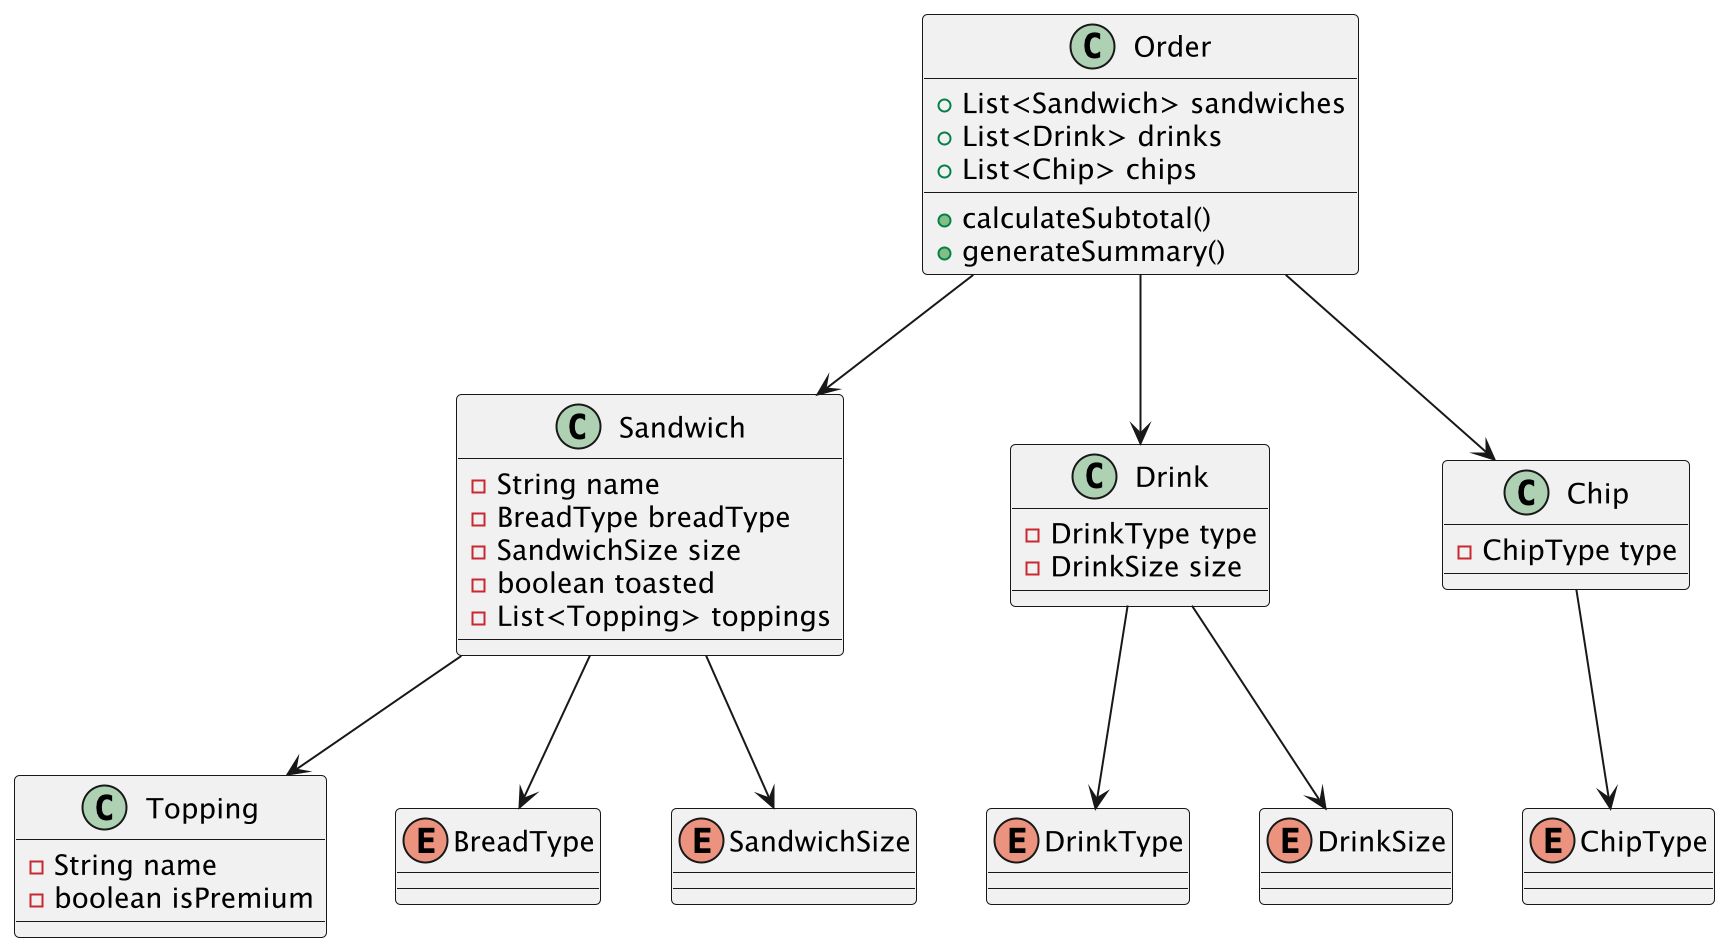 C Order
List<Sandwich> sandwiches
List<Drink> drinks
List<Chip> chips
calculateSubtotal()
generateSummary()
C Sandwich
String name
BreadType breadType
SandwichSize size
boolean toasted
List<Topping> toppings
C Drink
DrinkType type
DrinkSize size
C Chip
ChipType type
C Topping
String name
boolean isPremium
E BreadType
E SandwichSize
E DrinkType
E DrinkSize
E ChipType